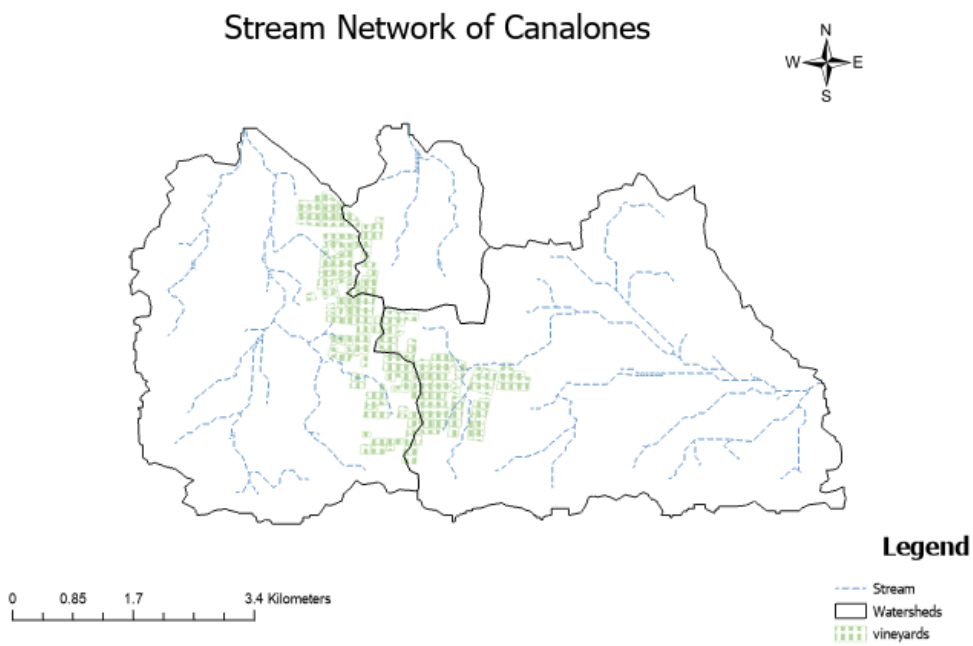 Stream Network of Canalones
N
W E
S
Legend
0 0.85 1.7 3.4 Kilometers
Stream
Watersheds
vineyards